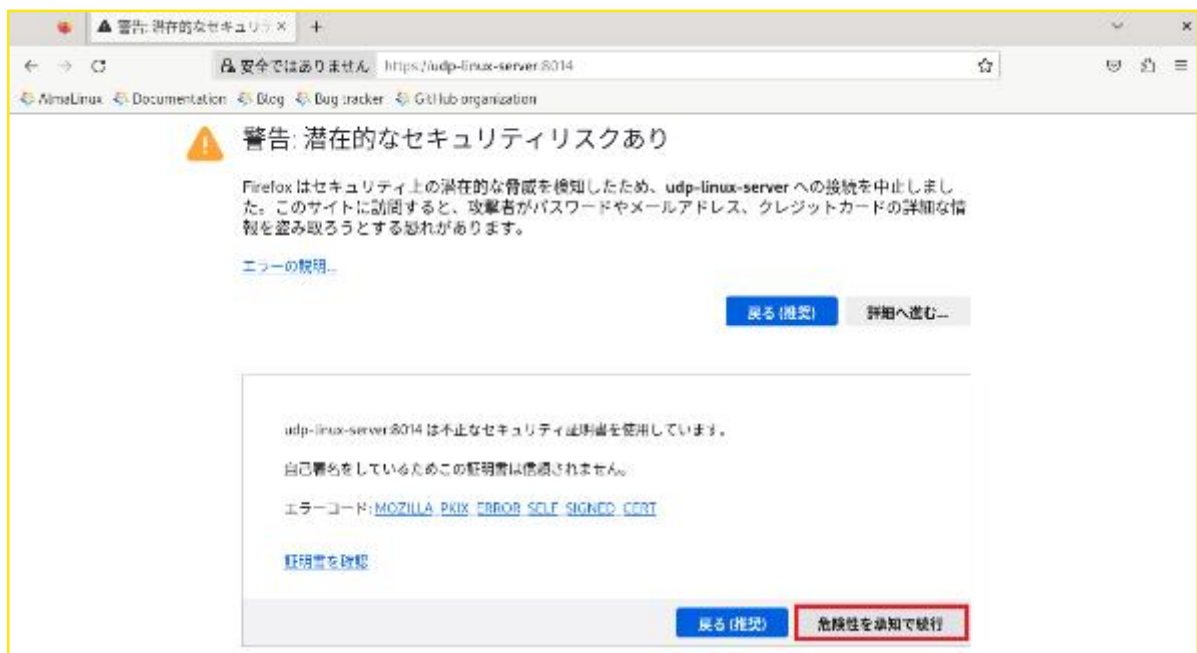 警告: 潜在的なセキュリテ
安全ではありません https://udp-linux-server:8014
AlmaLinux Documentation Blog Bug tracker GitHub organization
警告: 潜在的なセキュリティリスクあり
Firefox はセキュリティ上の潜在的な脅威を検知したため、udp-linux-server への接続を中止しまし
た。このサイトに訪問すると、攻撃者がパスワードやメールアドレス、クレジットカードの詳細な情
報を盗み取ろうとする恐れがあります。
エラーの説明...
戻る (推奨) 詳細へ進む...
udp-linux-server:8014 は不正なセキュリティ証明書を使用しています。
自己署名をしているためこの証明書は信頼されません。
エラーコード: MOZILLA_PKIX_ERROR_SELF_SIGNED_CERT
証明書を確認
戻る (推奨) 危険性を承知で続行